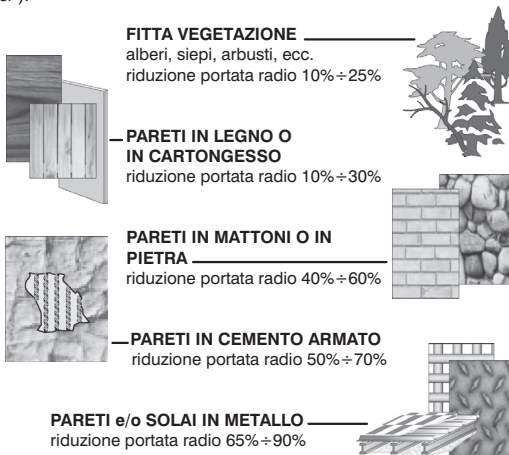 FITTA VEGETAZIONE
alberi, siepi, arbusti, ecc.
riduzione portata radio 10%÷25%
PARETI IN LEGNO O
IN CARTONGESSO
riduzione portata radio 10%÷30%
PARETI IN MATTONI O IN
PIETRA
riduzione portata radio 40%÷60%
PARETI IN CEMENTO ARMATO
riduzione portata radio 50%÷70%
PARETI e/o SOLAI IN METALLO
riduzione portata radio 65%÷90%